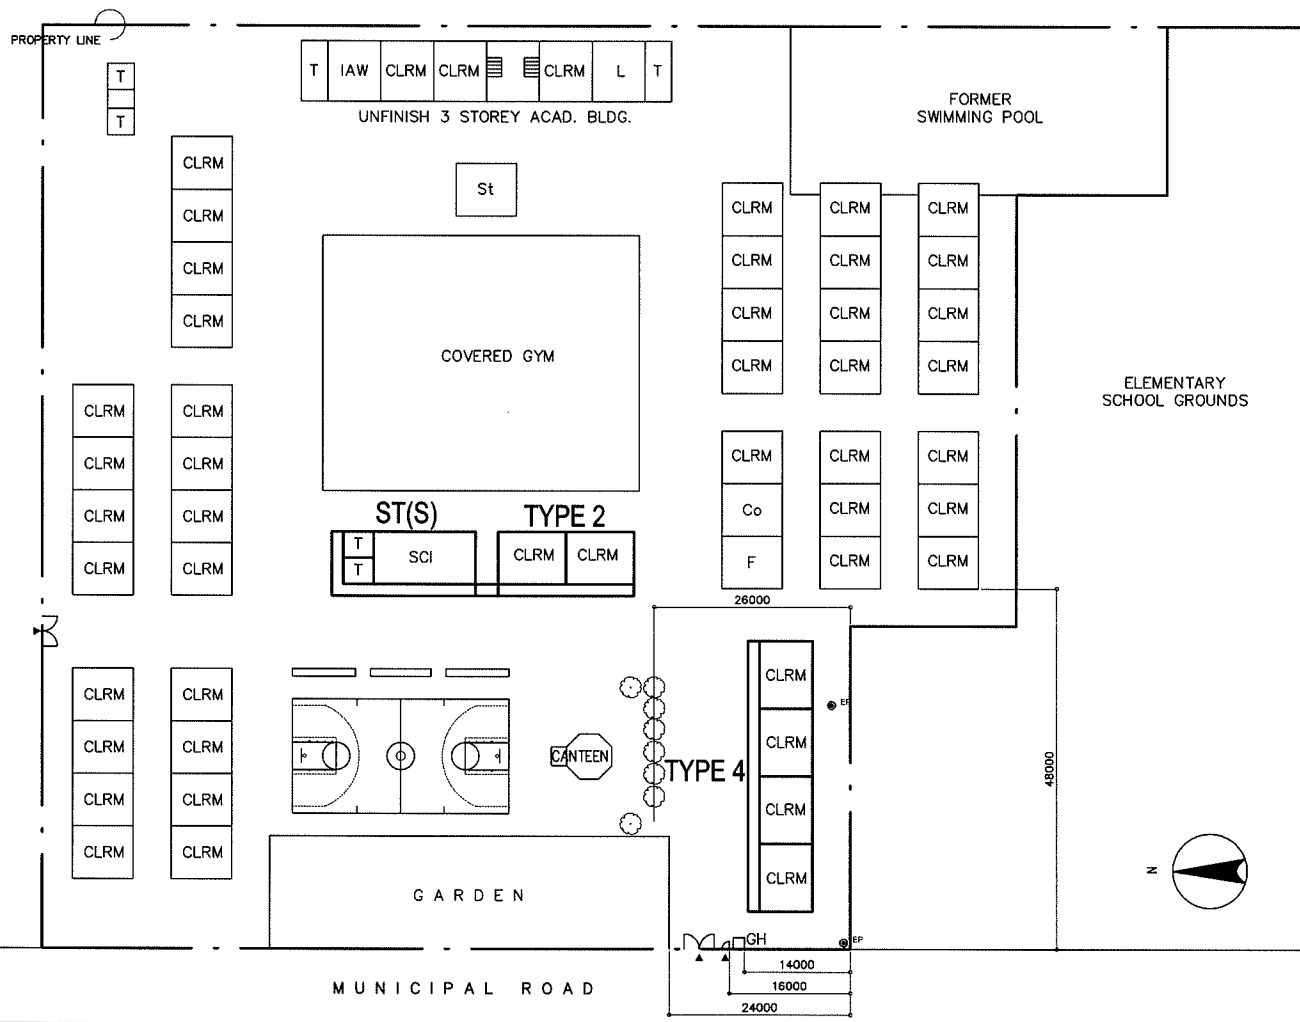 PROPERTY LINE
T
T
T IAW CLRM CLRM CLRM L T
UNFINISH 3 STOREY ACAD. BLDG.
FORMER
SWIMMING POOL
CLRM
CLRM
CLRM
CLRM
St
COVERED GYM
CLRM CLRM CLRM
CLRM CLRM CLRM
CLRM CLRM CLRM
CLRM CLRM CLRM
ELEMENTARY
SCHOOL GROUNDS
CLRM CLRM
CLRM CLRM
CLRM CLRM
CLRM CLRM
ST(S) TYPE 2
T
T
SCI CLRM CLRM
CLRM CLRM CLRM
Co CLRM CLRM
F CLRM CLRM
26000
CLRM CLRM
CLRM CLRM
CLRM CLRM
CLRM CLRM
CANTEEN
TYPE 4
CLRM
CLRM
CLRM
CLRM
EP
48000
N
GARDEN
GH
EP
14000
16000
24000
MUNICIPAL ROAD